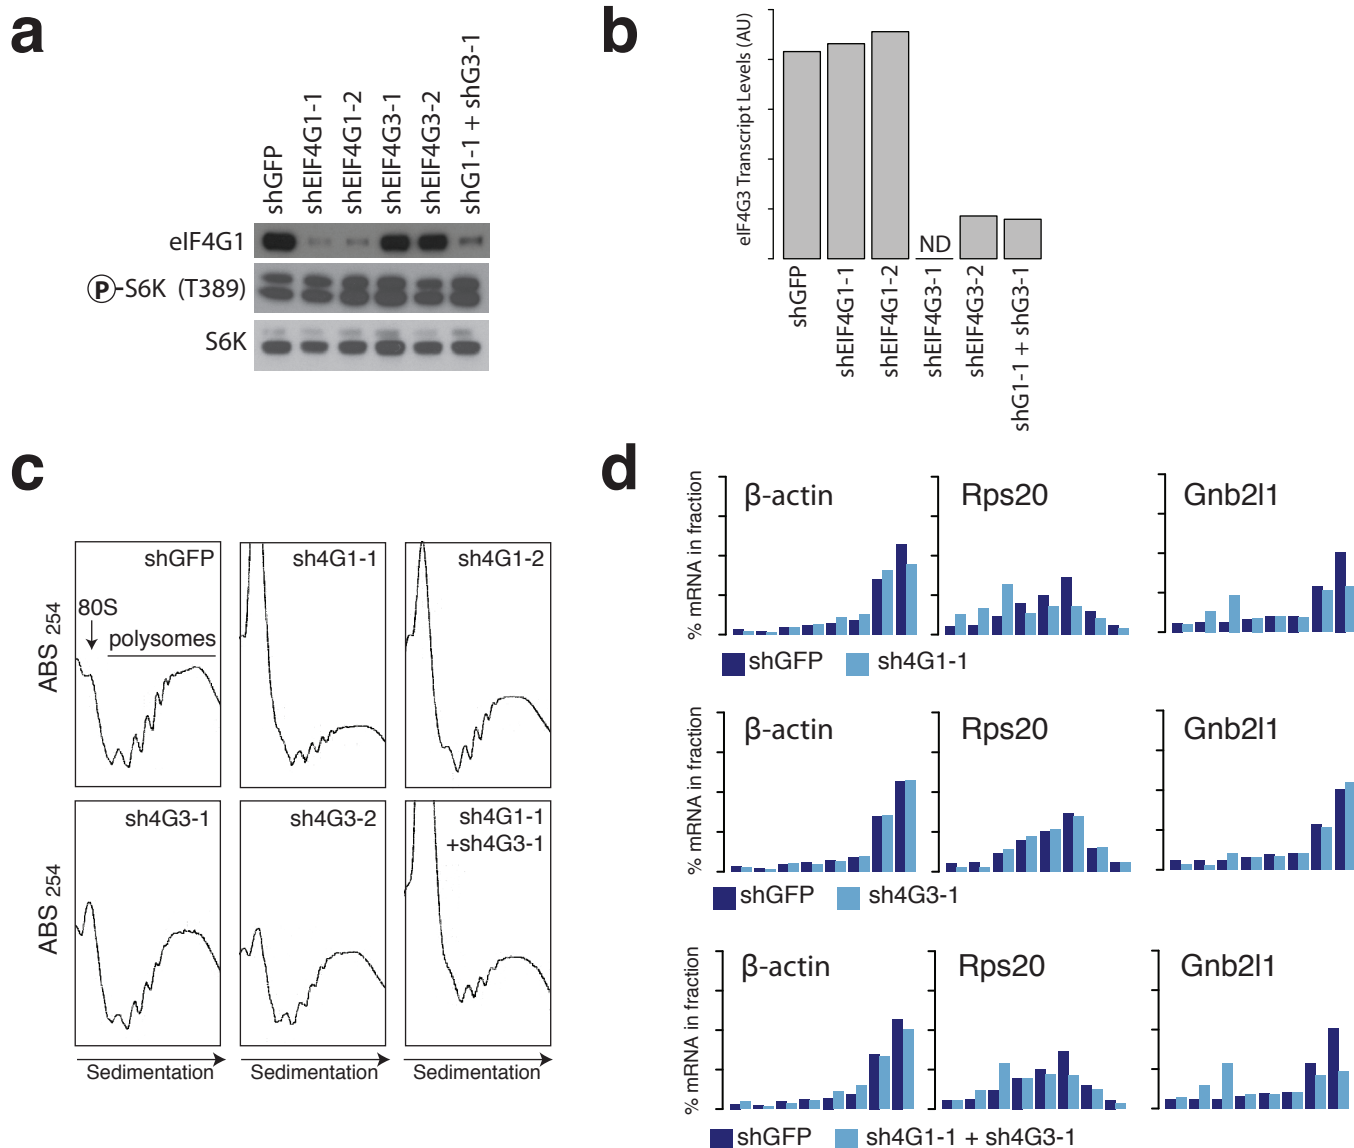 a
shGFP
shEIF4G1-1
shEIF4G1-2
shEIF4G3-1
shEIF4G3-2
shG1-1 + shG3-1
eIF4G1
P-S6K (T389)
S6K
b
eIF4G3 Transcript Levels (AU)
ND
shGFP
shEIF4G1-1
shEIF4G1-2
shEIF4G3-1
shEIF4G3-2
shG1-1 + shG3-1
c
ABS 254
shGFP
80S
polysomes
sh4G1-1
sh4G1-2
ABS 254
sh4G3-1
sh4G3-2
sh4G1-1
+sh4G3-1
Sedimentation
Sedimentation
Sedimentation
d
% mRNA in fraction
β-actin
Rps20
Gnb2l1
shGFP
sh4G1-1
% mRNA in fraction
β-actin
Rps20
Gnb2l1
shGFP
sh4G3-1
% mRNA in fraction
β-actin
Rps20
Gnb2l1
shGFP
sh4G1-1 + sh4G3-1